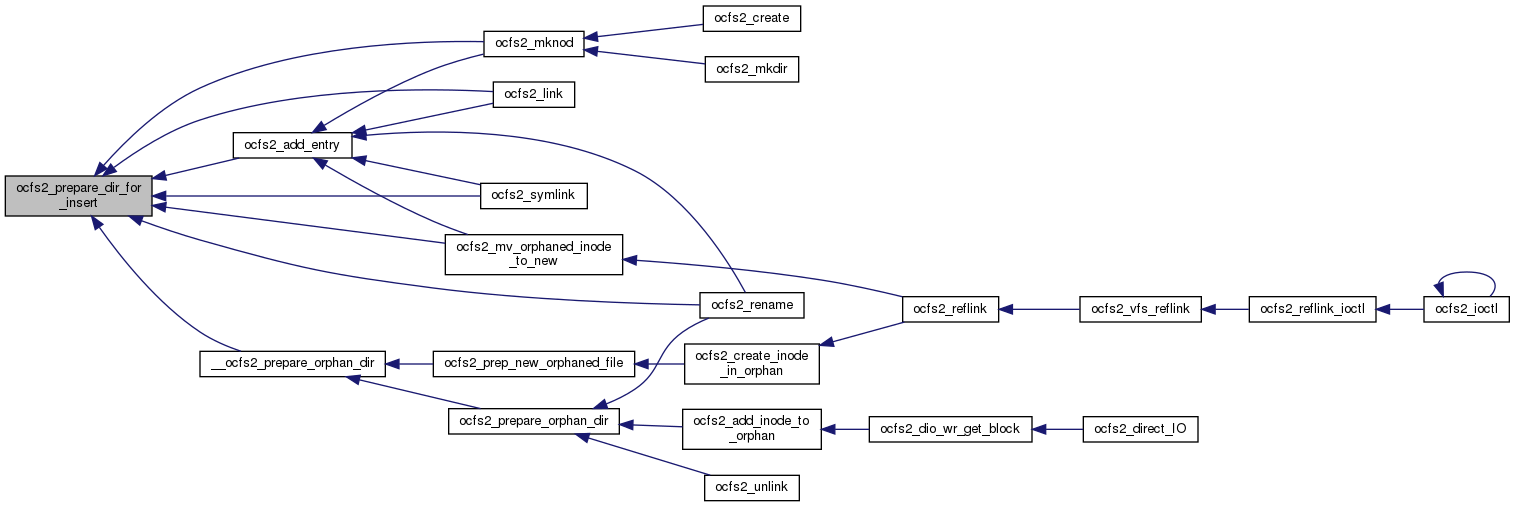 ocfs2_create
ocfs2_mknod
ocfs2_mkdir
ocfs2_link
ocfs2_add_entry
ocfs2_prepare_dir_for
_insert
ocfs2_symlink
ocfs2_mv_orphaned_inode
_to_new
ocfs2_rename
ocfs2_reflink
ocfs2_vfs_reflink
ocfs2_reflink_ioctl
ocfs2_ioctl
__ocfs2_prepare_orphan_dir
ocfs2_prep_new_orphaned_file
ocfs2_create_inode
_in_orphan
ocfs2_prepare_orphan_dir
ocfs2_add_inode_to
_orphan
ocfs2_dio_wr_get_block
ocfs2_direct_IO
ocfs2_unlink